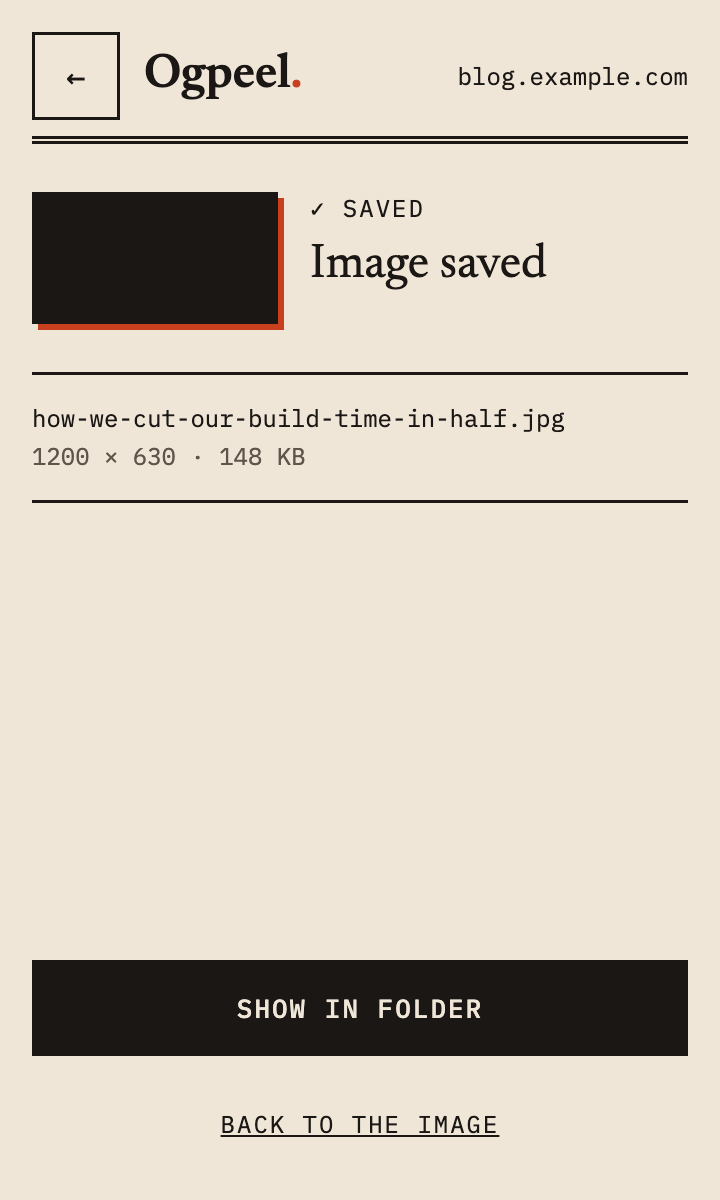 ←
Ogpeel.
blog.example.com
✓ SAVED
Image saved
how-we-cut-our-build-time-in-half.jpg
1200 × 630 · 148 KB
SHOW IN FOLDER
BACK TO THE IMAGE